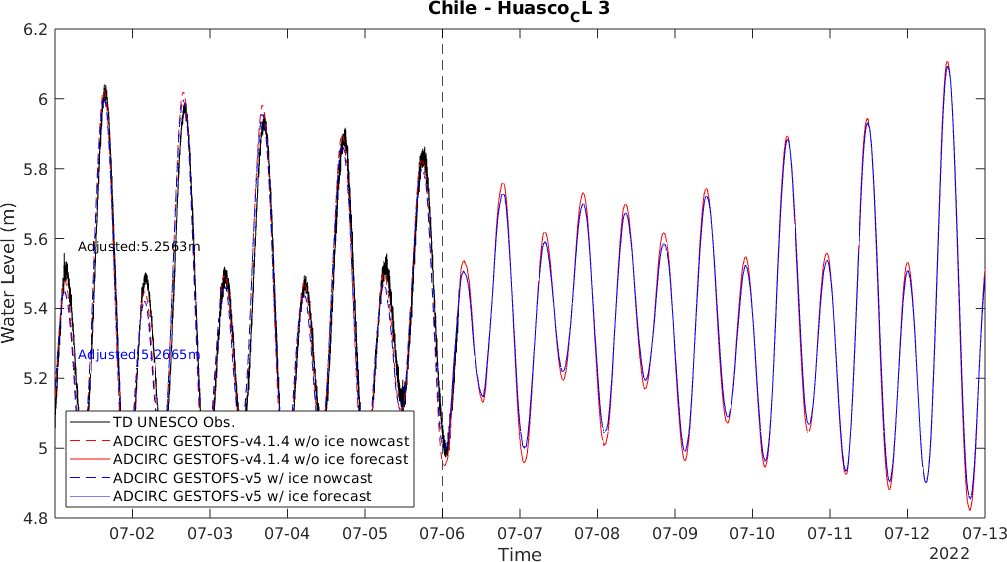 Chile - Huasco_CL 3
Water Level (m)
6.2
6
5.8
5.6
5.4
5.2
5
4.8
Adjusted:5.2563m
Adjusted:5.2665m
TD UNESCO Obs.
ADCIRC GESTOFS-v4.1.4 w/o ice nowcast
ADCIRC GESTOFS-v4.1.4 w/o ice forecast
ADCIRC GESTOFS-v5 w/ ice nowcast
ADCIRC GESTOFS-v5 w/ ice forecast
07-02 07-03 07-04 07-05 07-06 07-07 07-08 07-09 07-10 07-11 07-12 07-13
Time
2022